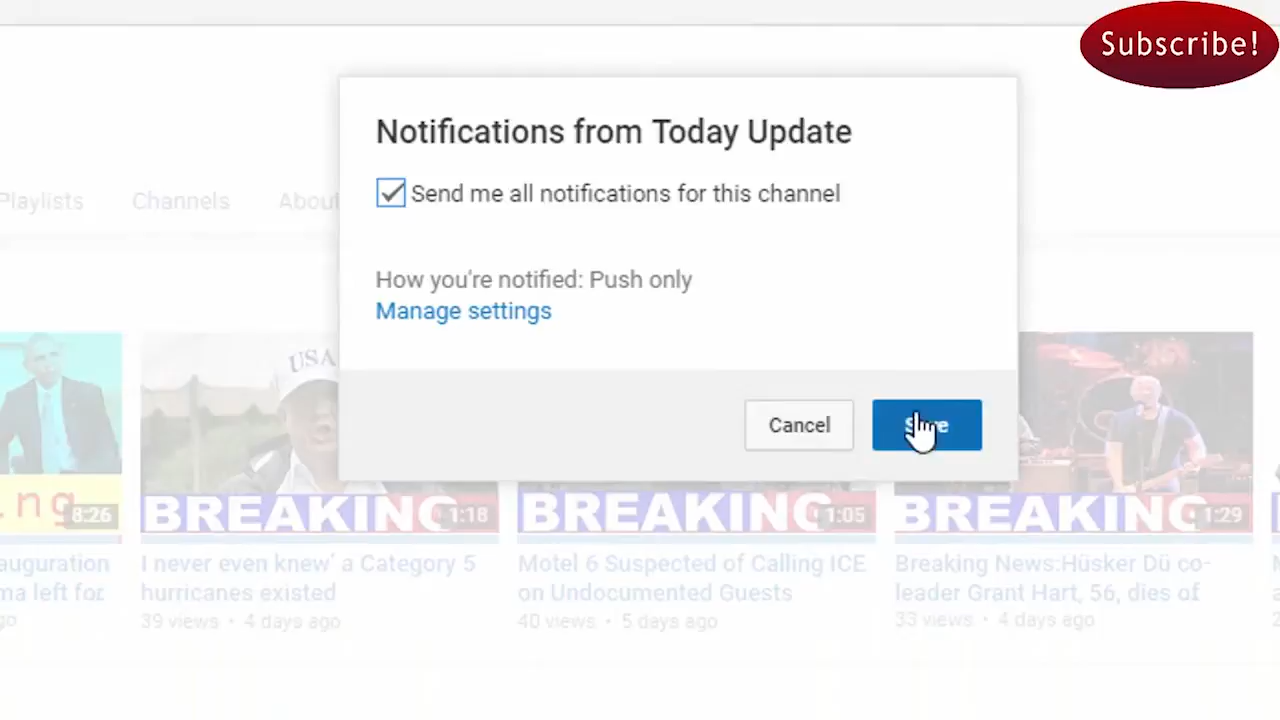 Subscribe!
Notifications from Today Update
Send me all notifications for this channel
How you're notified: Push only
Manage settings
Cancel
Playlists Channels About
USA
8:26
BREAKING 1:18
BREAKING 1:05
BREAKING 1:29
I never even knew' a Category 5
hurricanes existed
39 views • 4 days ago
Motel 6 Suspected of Calling ICE
on Undocumented Guests
40 views • 5 days ago
Breaking News:Hüsker Dü co-
leader Grant Hart, 56, dies of
33 views • 4 days ago